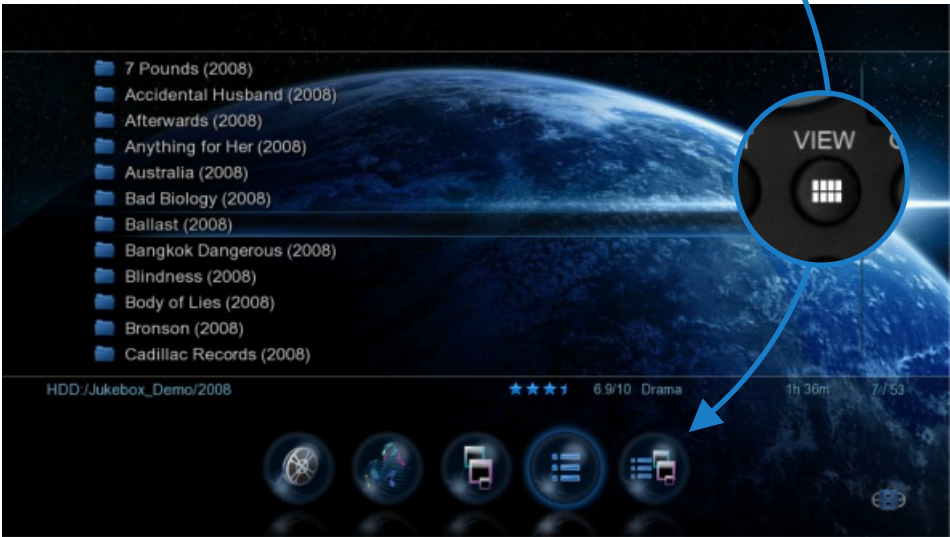 7 Pounds (2008)
Accidental Husband (2008)
Afterwards (2008)
Anything for Her (2008)
Australia (2008)
Bad Biology (2008)
Ballast (2008)
Bangkok Dangerous (2008)
Blindness (2008)
Body of Lies (2008)
Bronson (2008)
Cadillac Records (2008)
HDD:/Jukebox_Demo/2008 6.9/10 Drama 1h 36m 7 / 53
VIEW